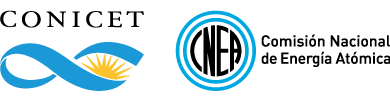 CONICET
CNEA
Comisión Nacional
de Energía Atómica